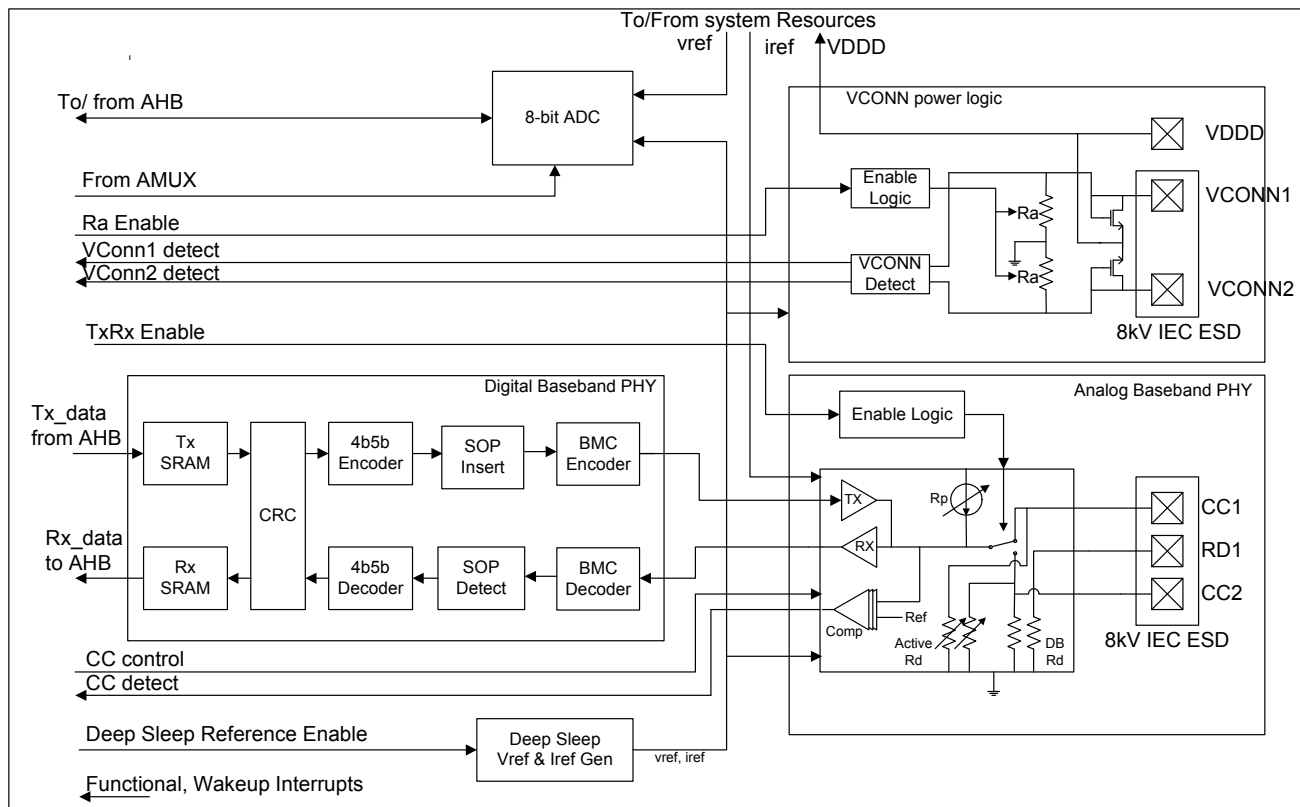 To/From system Resources
vref
iref
VDDD
To/ from AHB
8-bit ADC
From AMUX
VCONN power logic
VDDD
Ra Enable
Enable
Logic
Ra
VCONN1
VConn1 detect
VConn2 detect
VCONN
Detect
Ra
VCONN2
8kV IEC ESD
TxRx Enable
Digital Baseband PHY
Analog Baseband PHY
Enable Logic
Tx_data
from AHB
Tx
SRAM
CRC
4b5b
Encoder
SOP
Insert
BMC
Encoder
TX
Rp
CC1
Rx_data
to AHB
Rx
SRAM
4b5b
Decoder
SOP
Detect
BMC
Decoder
RX
RD1
CC2
Comp
Ref
Active
Rd
DB
Rd
8kV IEC ESD
CC control
CC detect
Deep Sleep Reference Enable
Deep Sleep
Vref & Iref Gen
vref, iref
Functional, Wakeup Interrupts